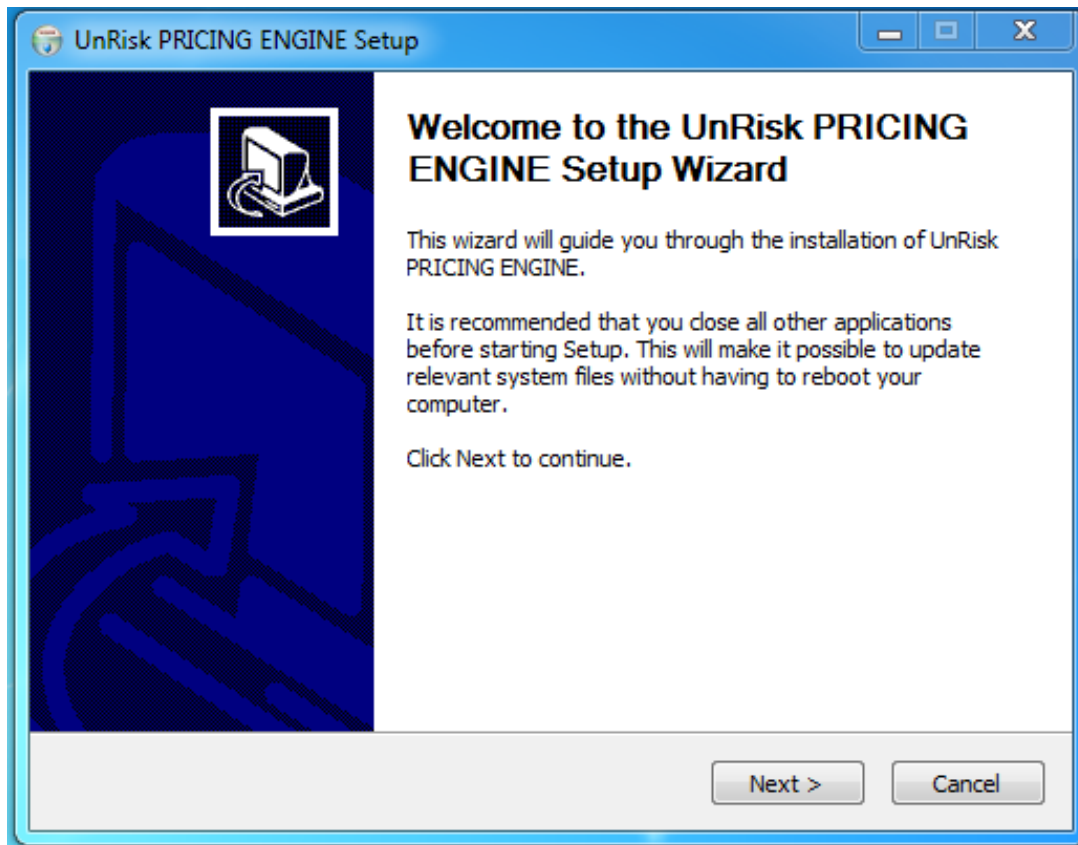 UnRisk PRICING ENGINE Setup
Welcome to the UnRisk PRICING
ENGINE Setup Wizard
This wizard will guide you through the installation of UnRisk
PRICING ENGINE.
It is recommended that you close all other applications
before starting Setup. This will make it possible to update
relevant system files without having to reboot your
computer.
Click Next to continue.
Next >
Cancel